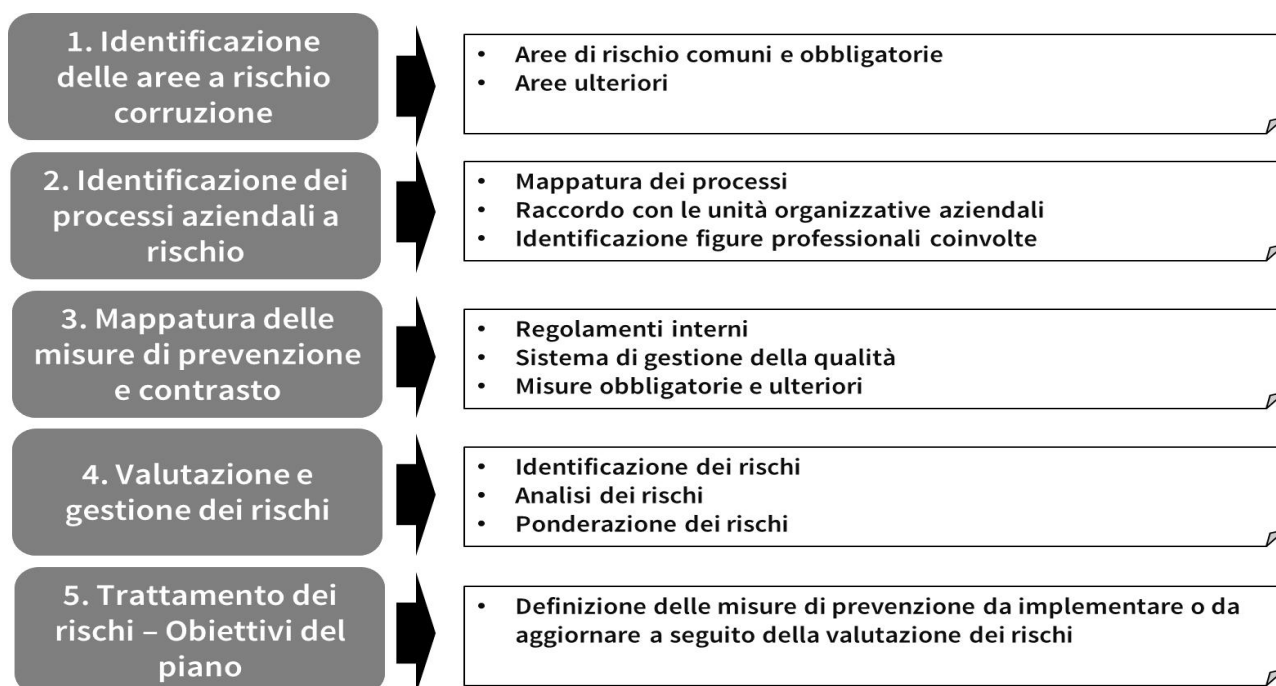 1. Identificazione
delle aree a rischio
corruzione
• Aree di rischio comuni e obbligatorie
• Aree ulteriori
2. Identificazione dei
processi aziendali a
rischio
• Mappatura dei processi
• Raccordo con le unità organizzative aziendali
• Identificazione figure professionali coinvolte
3. Mappatura delle
misure di prevenzione
e contrasto
• Regolamenti interni
• Sistema di gestione della qualità
• Misure obbligatorie e ulteriori
4. Valutazione e
gestione dei rischi
• Identificazione dei rischi
• Analisi dei rischi
• Ponderazione dei rischi
5. Trattamento dei
rischi – Obiettivi del
piano
• Definizione delle misure di prevenzione da implementare o da
aggiornare a seguito della valutazione dei rischi